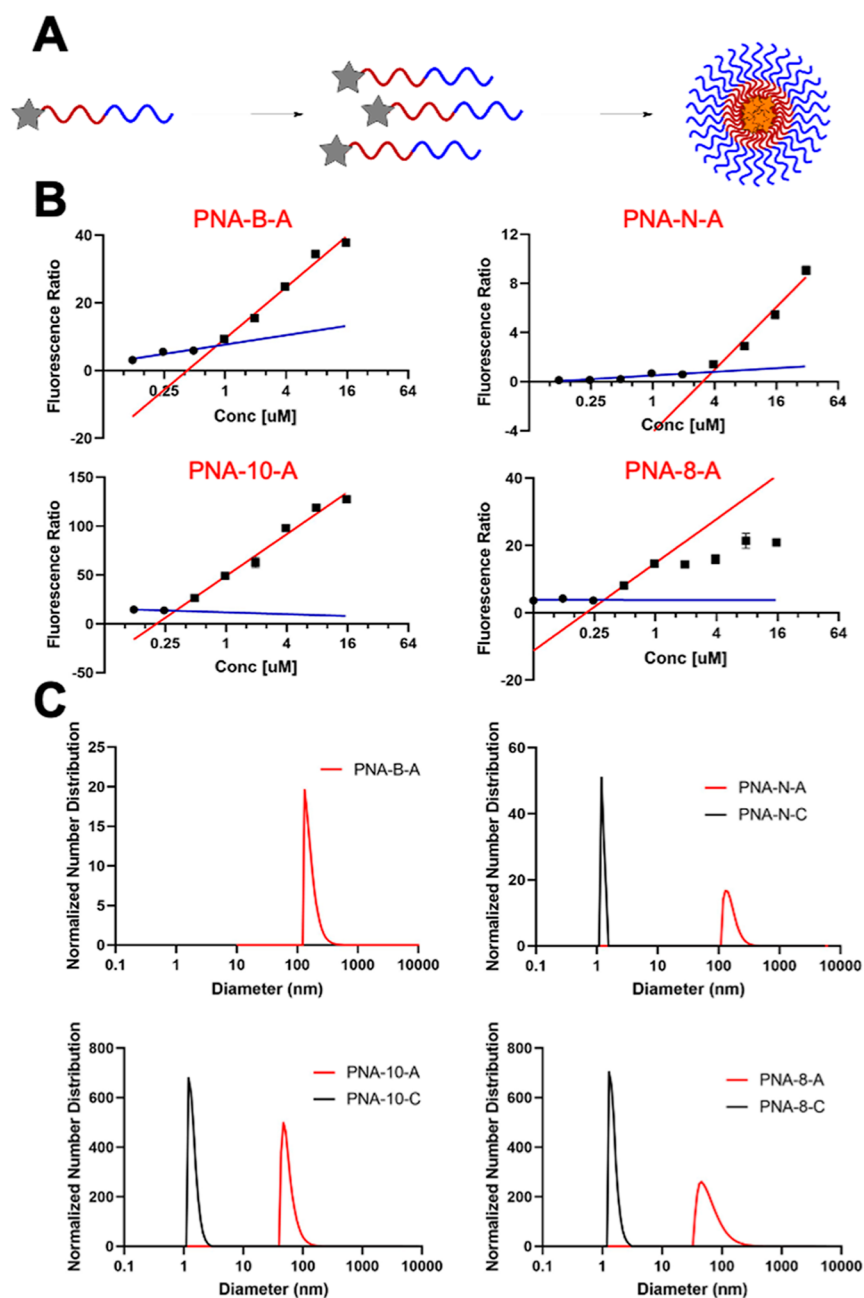 A
B
PNA-B-A
Fluorescence Ratio
60
40
20
0
-20
0.25
1
4
16
64
Conc [uM]
PNA-N-A
Fluorescence Ratio
12
8
4
0
-4
0.25
1
4
16
64
Conc [uM]
PNA-10-A
Fluorescence Ratio
150
100
50
0
-50
0.25
1
4
16
64
Conc [uM]
PNA-8-A
Fluorescence Ratio
40
20
0
-20
0.25
1
4
16
64
Conc [uM]
C
Normalized Number Distribution
25
20
15
10
5
0
0.1
1
10
100
1000
10000
Diameter (nm)
PNA-B-A
Normalized Number Distribution
60
40
20
0
0.1
1
10
100
1000
10000
Diameter (nm)
PNA-N-A
PNA-N-C
Normalized Number Distribution
800
600
400
200
0
0.1
1
10
100
1000
10000
Diameter (nm)
PNA-10-A
PNA-10-C
Normalized Number Distribution
800
600
400
200
0
0.1
1
10
100
1000
10000
Diameter (nm)
PNA-8-A
PNA-8-C